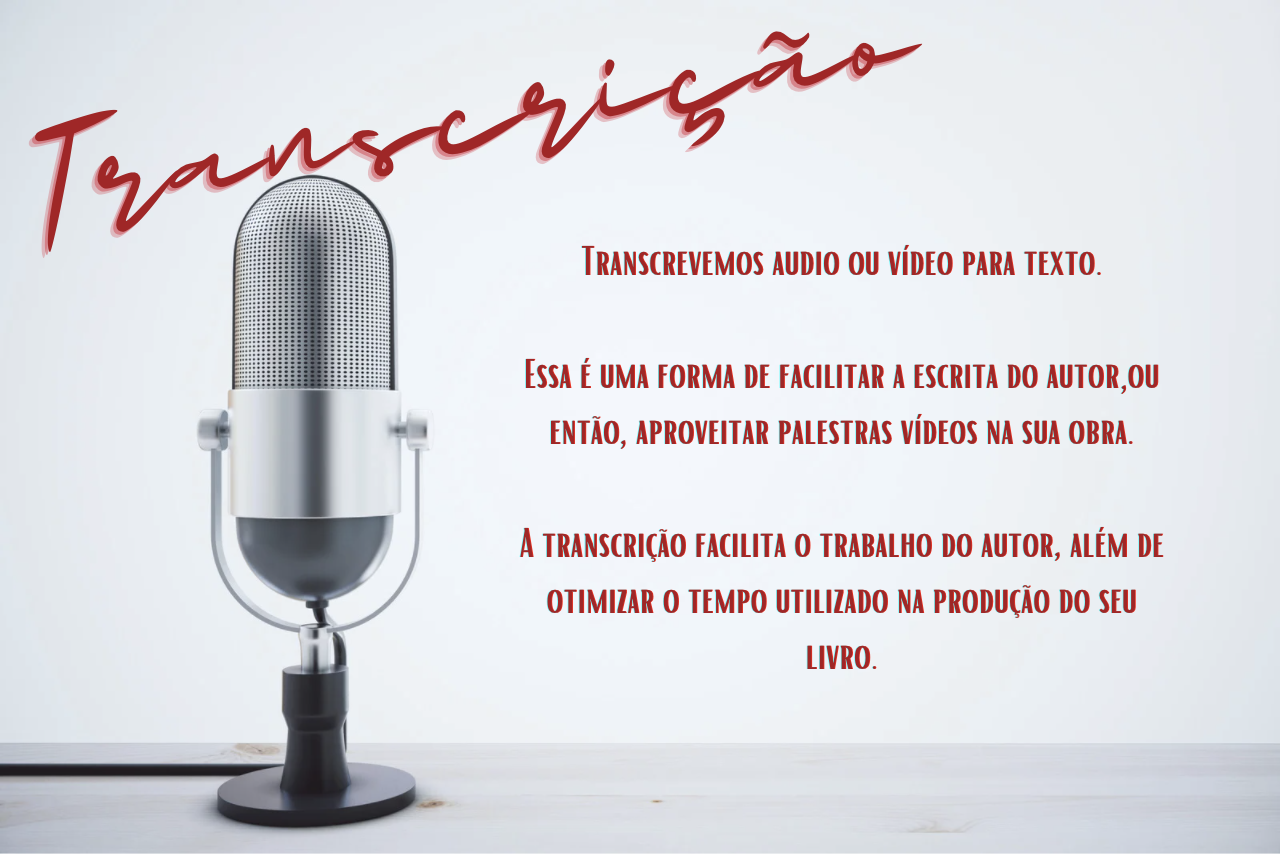 Transcrição
Transcrevemos audio ou vídeo para texto.
Essa é uma forma de facilitar a escrita do autor,ou
então, aproveitar palestras vídeos na sua obra.
A transcrição facilita o trabalho do autor, além de
otimizar o tempo utilizado na produção do seu
livro.